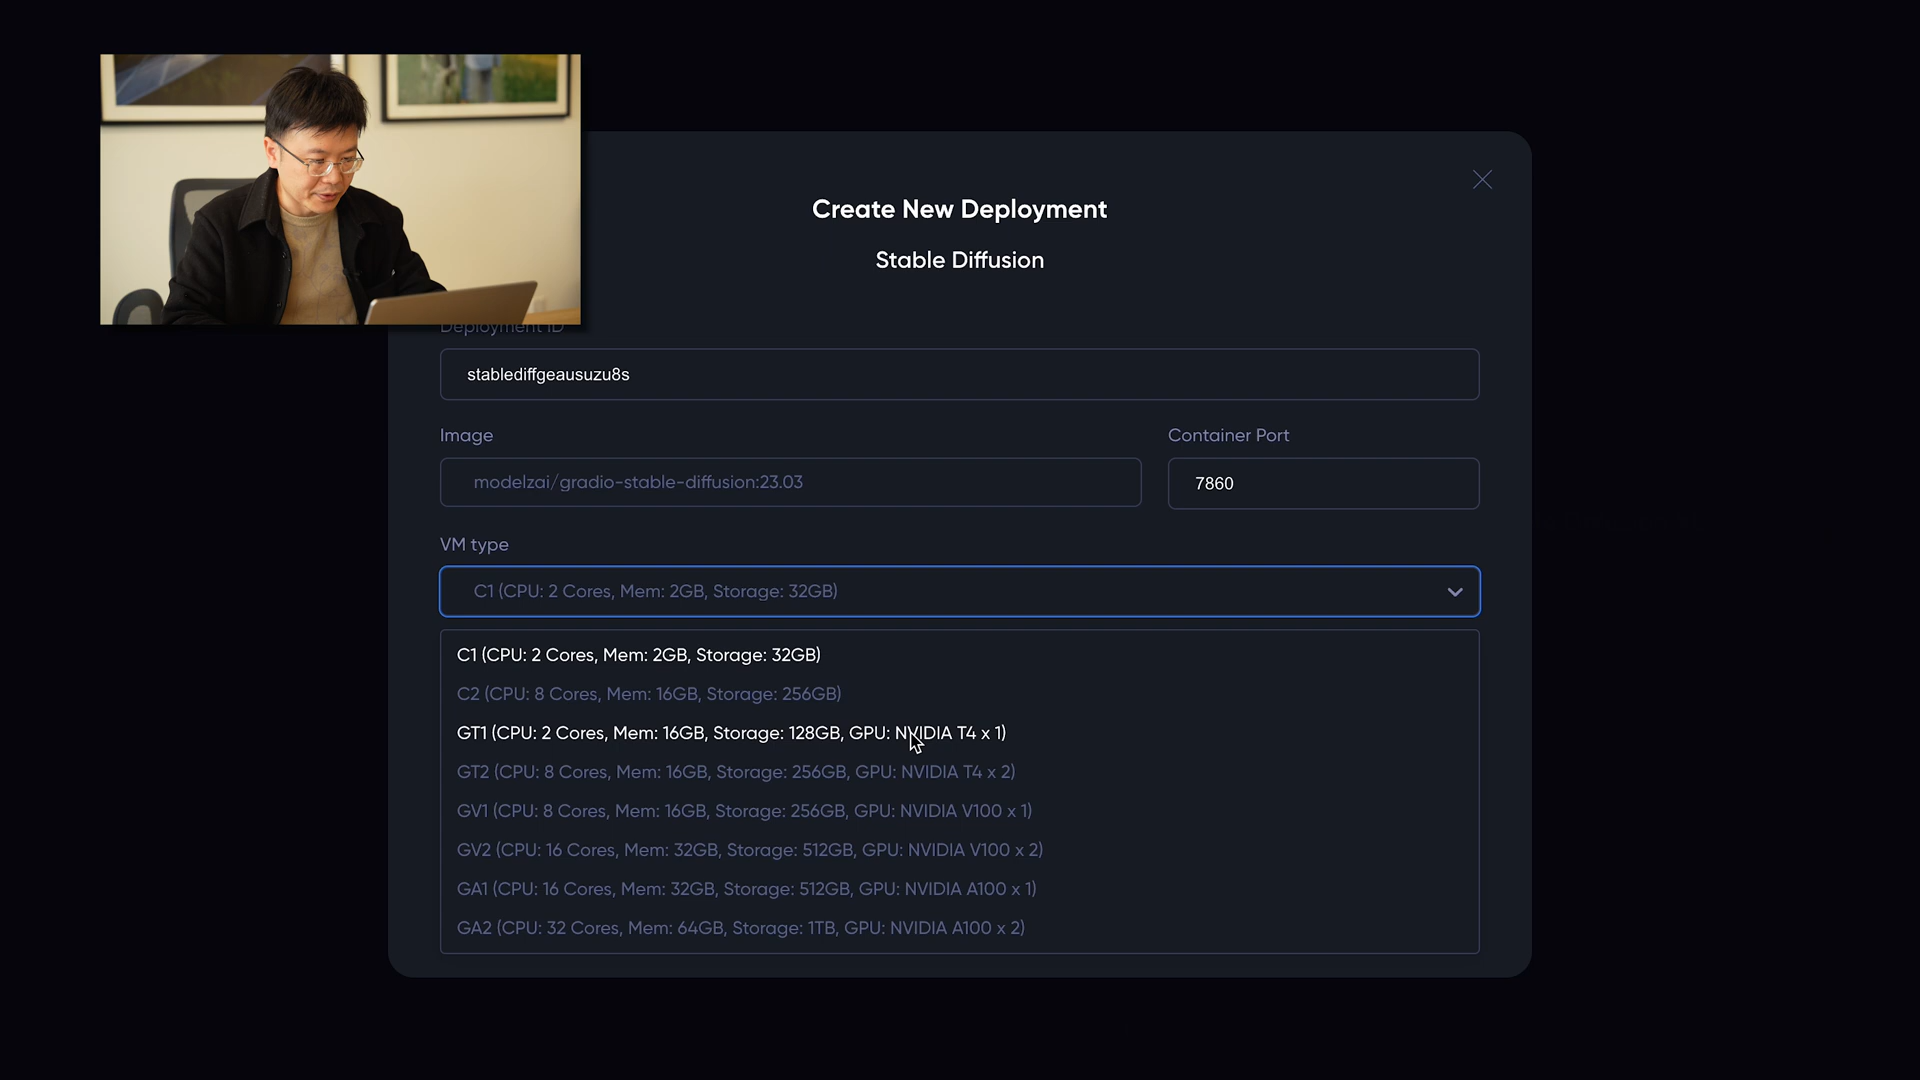 Create New Deployment
Stable Diffusion
Deployment ID
stablediffgeausuzu8s
Image
Container Port
modelzai/gradio-stable-diffusion:23.03
7860
VM type
C1 (CPU: 2 Cores, Mem: 2GB, Storage: 32GB)
C1 (CPU: 2 Cores, Mem: 2GB, Storage: 32GB)
C2 (CPU: 8 Cores, Mem: 16GB, Storage: 256GB)
GT1 (CPU: 2 Cores, Mem: 16GB, Storage: 128GB, GPU: NVIDIA T4 x 1)
GT2 (CPU: 8 Cores, Mem: 16GB, Storage: 256GB, GPU: NVIDIA T4 x 2)
GV1 (CPU: 8 Cores, Mem: 16GB, Storage: 256GB, GPU: NVIDIA V100 x 1)
GV2 (CPU: 16 Cores, Mem: 32GB, Storage: 512GB, GPU: NVIDIA V100 x 2)
GA1 (CPU: 16 Cores, Mem: 32GB, Storage: 512GB, GPU: NVIDIA A100 x 1)
GA2 (CPU: 32 Cores, Mem: 64GB, Storage: 1TB, GPU: NVIDIA A100 x 2)